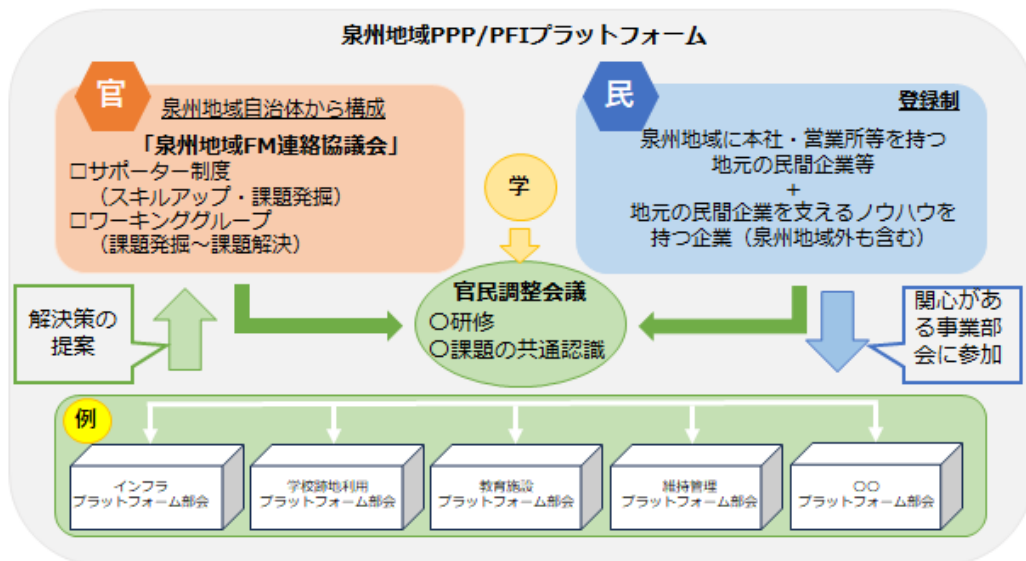 泉州地域PPP/PFIプラットフォーム
官
泉州地域自治体から構成
「泉州地域FM連絡協議会」
□サポーター制度
（スキルアップ・課題発掘）
□ワーキンググループ
（課題発掘～課題解決）
学
民
登録制
泉州地域に本社・営業所等を持つ
地元の民間企業等
+
地元の民間企業を支えるノウハウを
持つ企業（泉州地域外も含む）
官民調整会議
〇研修
〇課題の共通認識
解決策の
提案
関心があ
る事業部
会に参加
例
インフラ
プラットフォーム部会
学校跡地利用
プラットフォーム部会
教育施設
プラットフォーム部会
維持管理
プラットフォーム部会
〇〇
プラットフォーム部会